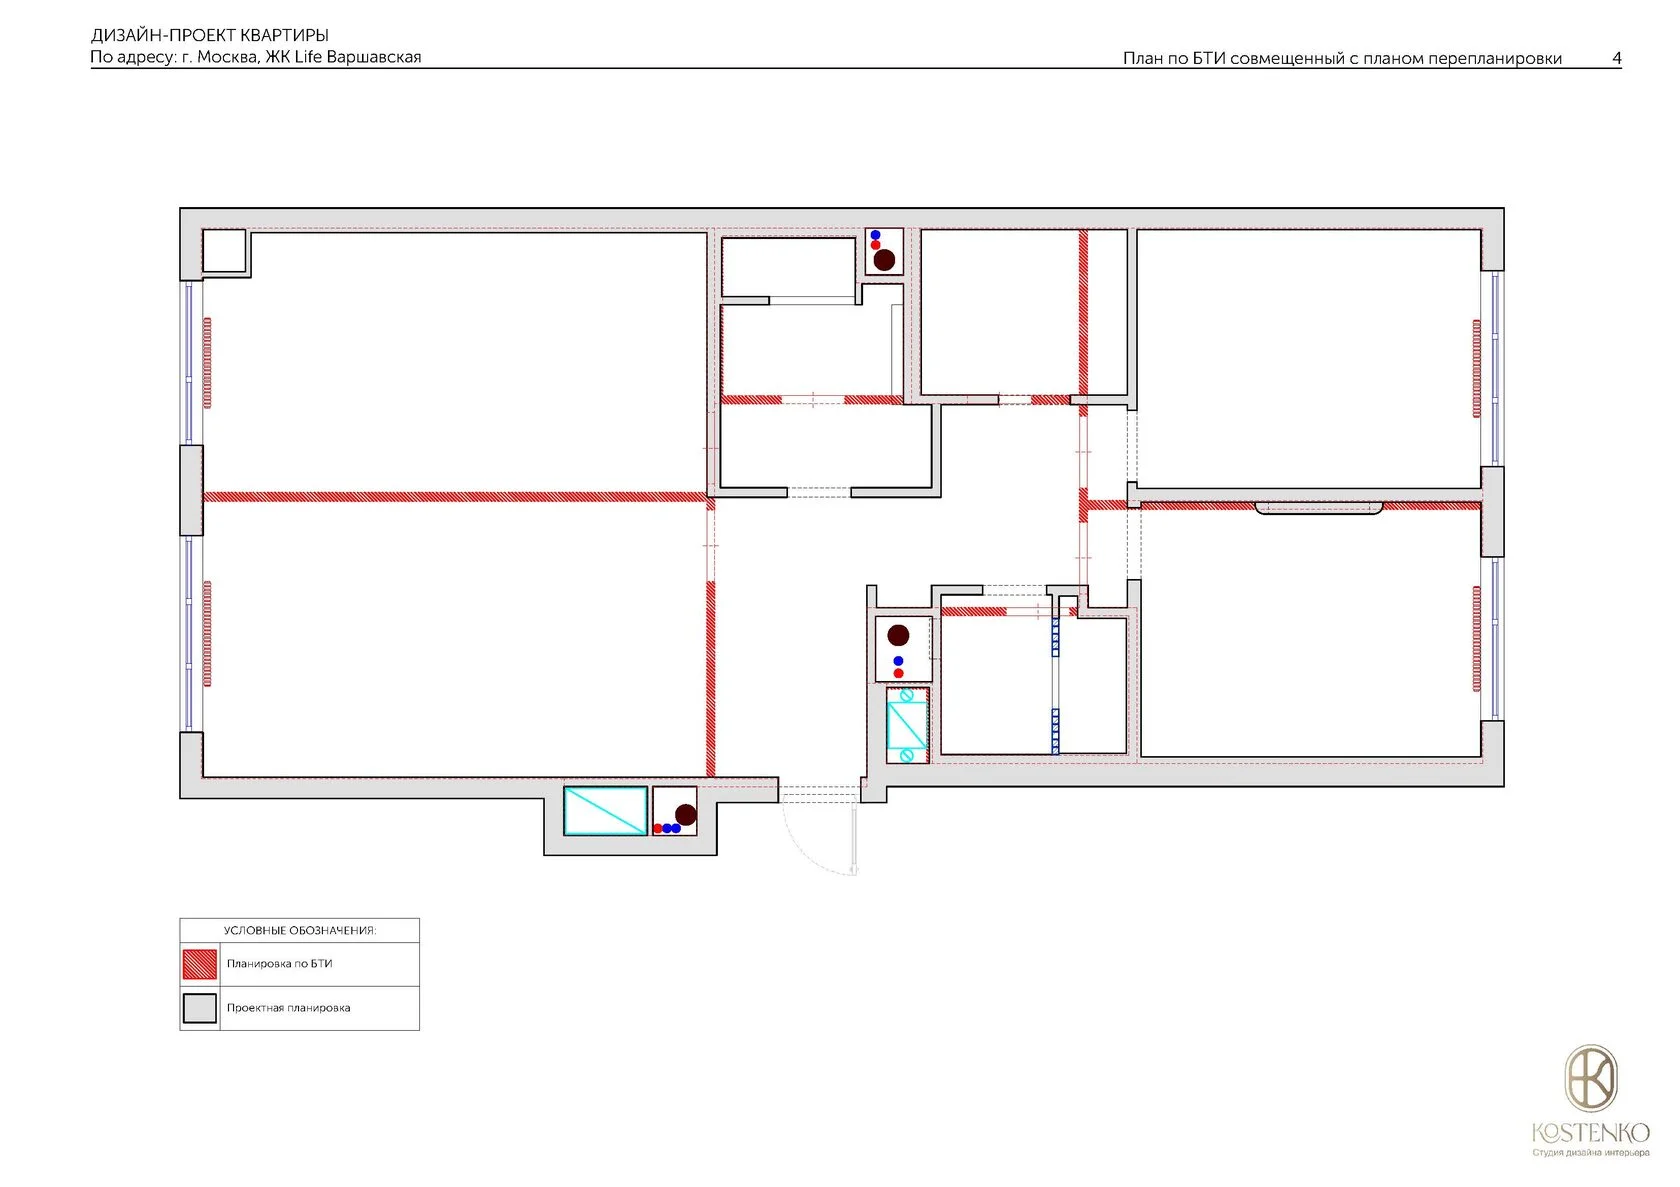 ДИЗАЙН-ПРОЕКТ КВАРТИРЫ
По адресу: г. Москва, ЖК Life Варшавская
План по БТИ совмещенный с планом перепланировки 4
УСЛОВНЫЕ ОБОЗНАЧЕНИЯ:
Планировка по БТИ
Проектная планировка
KOSTENKO
Студия дизайна интерьера